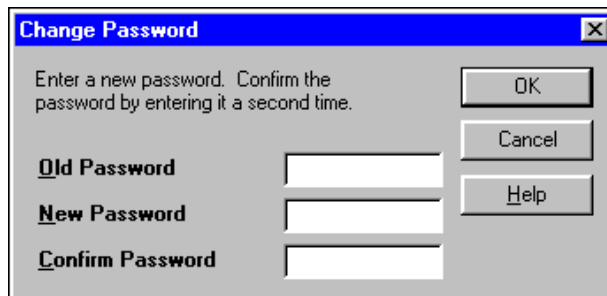 Change Password
Enter a new password. Confirm the
password by entering it a second time.
OK
Cancel
Old Password
Help
New Password
Confirm Password